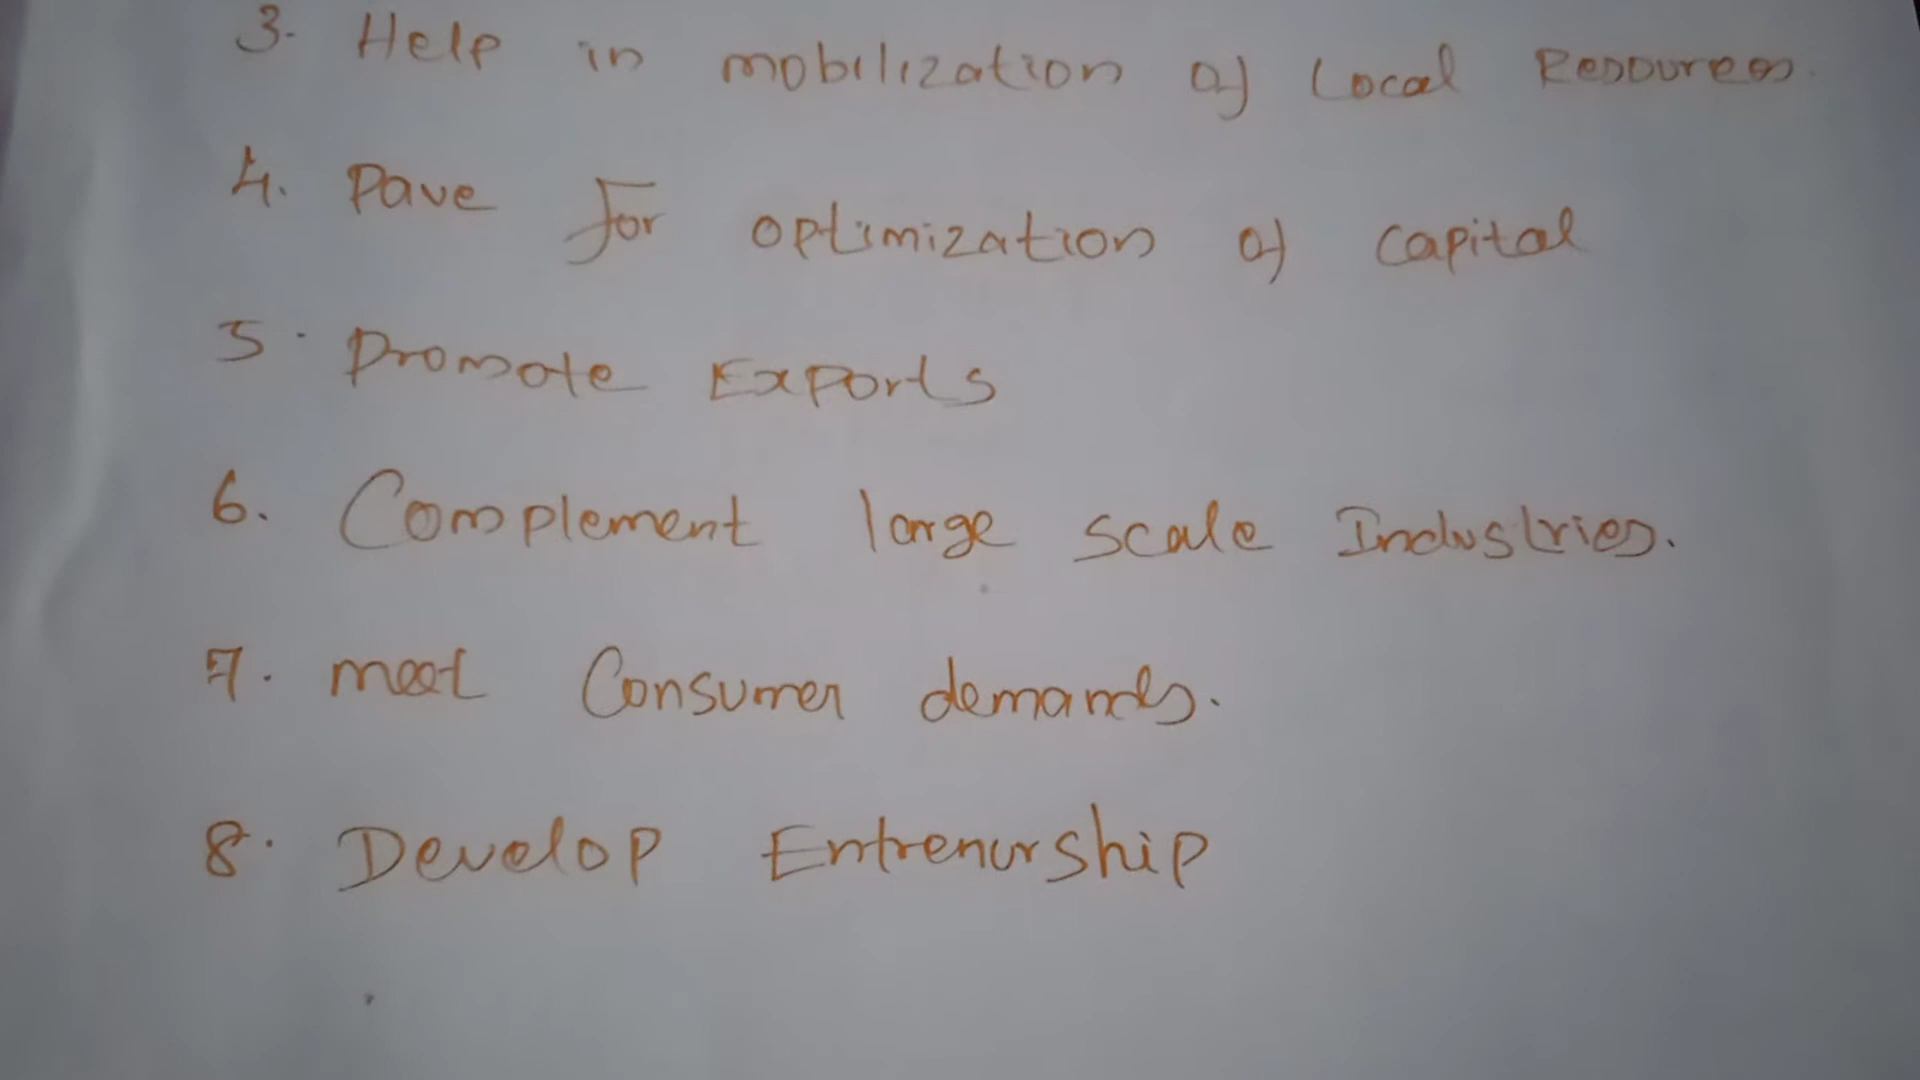 3. Help in mobilization of Local Resources.
4. Pave for optimization of capital
5. Promote Exports
6. Complement large scale Industries.
7. meet Consumer demands.
8. Develop Entrenurship